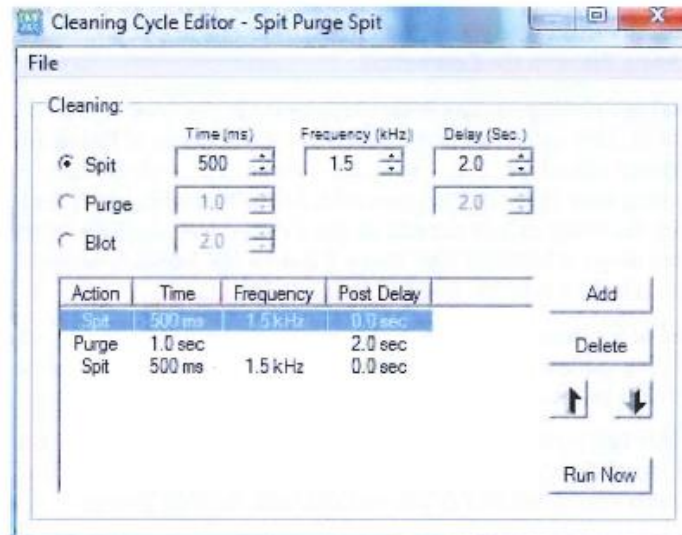 Cleaning Cycle Editor - Spit Purge Spit
File
Cleaning:
Time (ms) Frequency (kHz) Delay (Sec.)
Spit 500 1.5 2.0
Purge 1.0 2.0
Blot 2.0
Action Time Frequency Post Delay
Spit 500 ms 1.5 kHz 0.0 sec
Purge 1.0 sec 2.0 sec
Spit 500 ms 1.5 kHz 0.0 sec
Add
Delete
Run Now